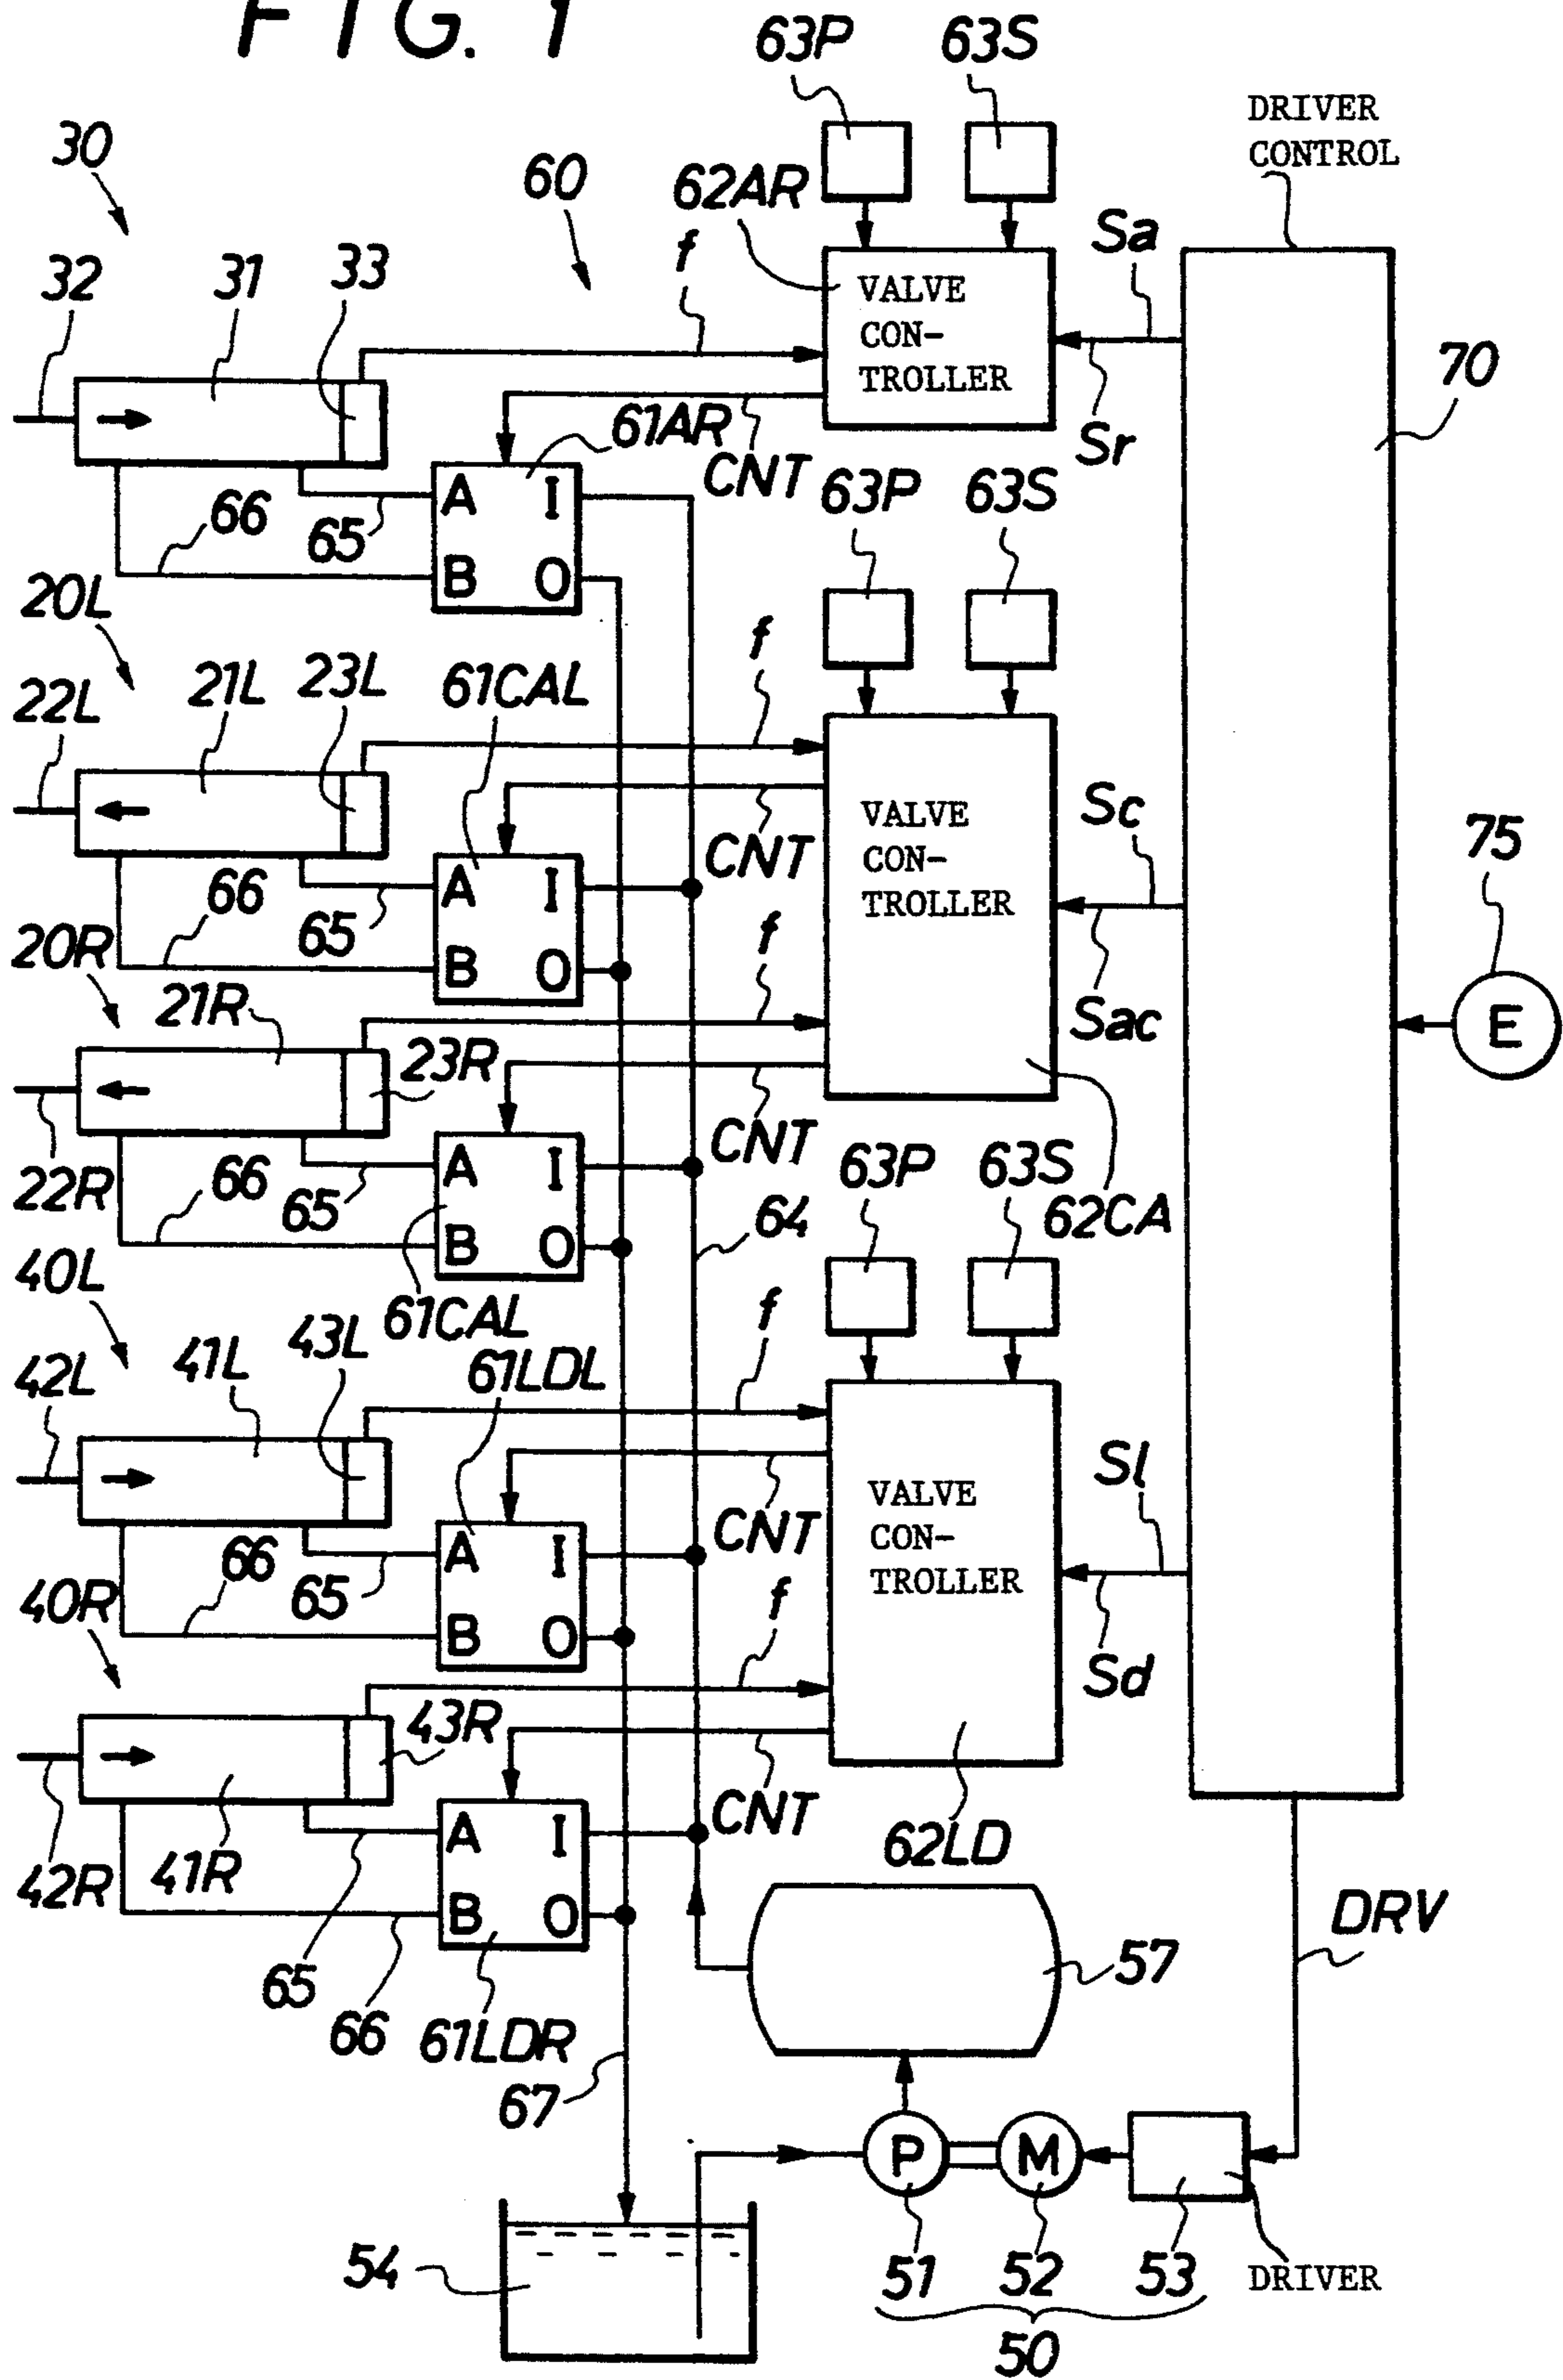 FIG. 1
63P 63S
DRIVER
CONTROL
30
60
62AR
Sa
f
32 31 33
VALVE
CON-
TROLLER
70
61AR
Sr
CNT
A I
63P 63S
66 65
B O
20L
f
22L 21L 23L 61CAL
Sc
VALVE
CON-
TROLLER
75
CNT
A I
66 65
f
20R
B O
21R
Sac
E
23R
CNT
A I
63P 63S
22R 66 65
64
62CA
B O
40L
61CAL
f
43L
41L
61LDL
42L
Sl
VALVE
CON-
TROLLER
CNT
A I
66 65
f
40R
B O
Sd
43R
CNT
A I
62LD
42R 41R
DRV
B O
57
65
66 61LDR
67
P M
54
51 52 53 DRIVER
50